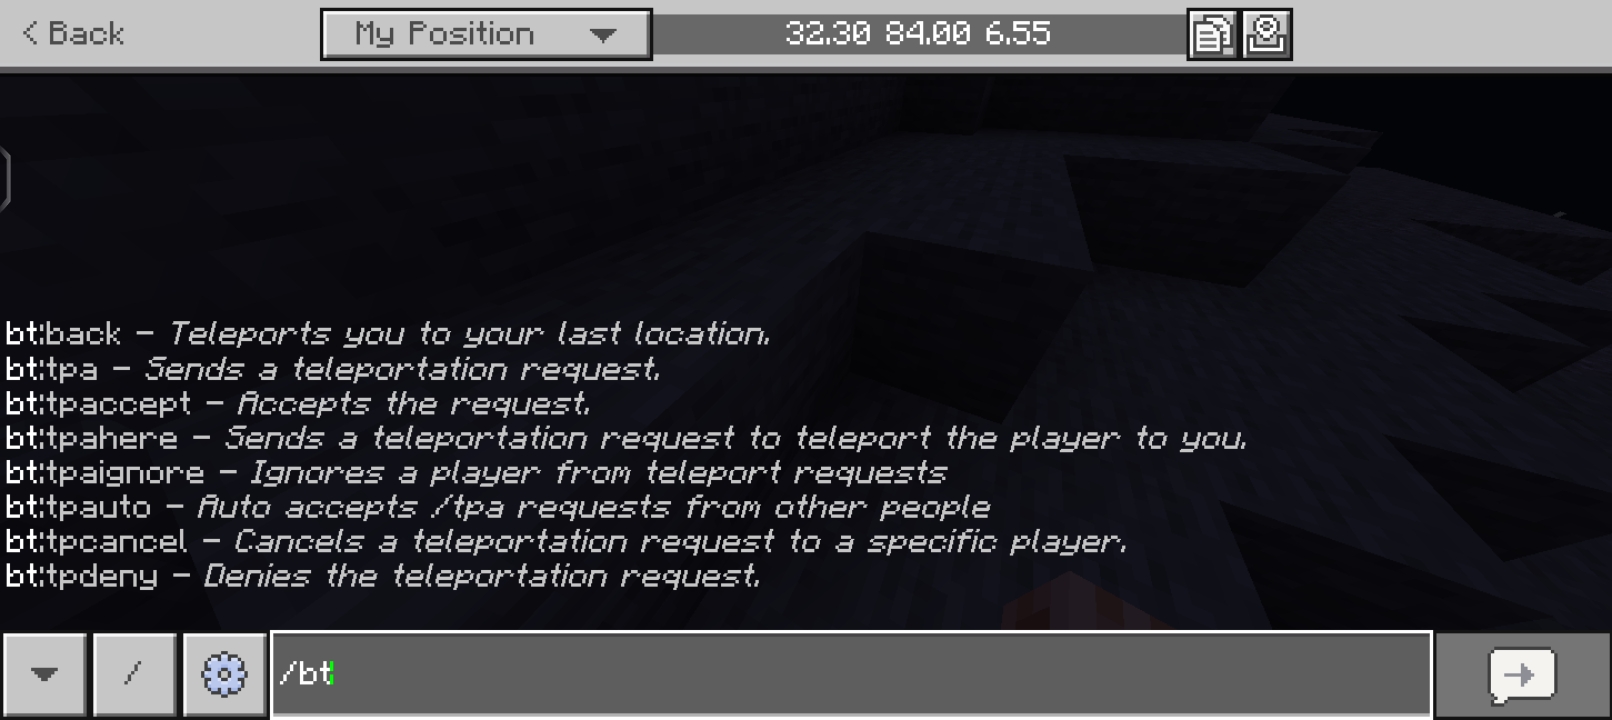 < Back
My Position
32.30 84.00 6.55
bt:back - Teleports you to your last location.
bt:tpa - Sends a teleportation request.
bt:tpaccept - Accepts the request.
bt:tpahere - Sends a teleportation request to teleport the player to you.
bt:tpaignore - Ignores a player from teleport requests
bt:tpauto - Auto accepts /tpa requests from other people
bt:tpcancel - Cancels a teleportation request to a specific player.
bt:tpdeny - Denies the teleportation request.
/
/bt